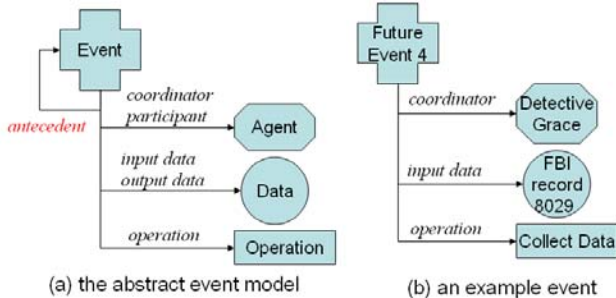 Event
antecedent
coordinator
participant
Agent
input data
output data
Data
operation
Operation
(a) the abstract event model
Future
Event 4
coordinator
Detective
Grace
input data
FBI
record
8029
operation
Collect Data
(b) an example event